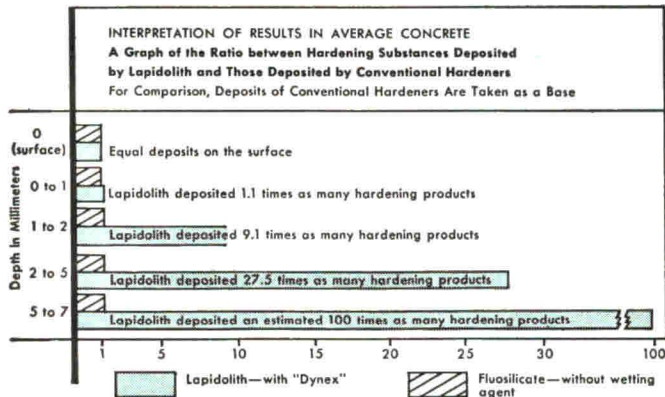 INTERPRETATION OF RESULTS IN AVERAGE CONCRETE
A Graph of the Ratio between Hardening Substances Deposited
by Lapidolith and Those Deposited by Conventional Hardeners
For Comparison, Deposits of Conventional Hardeners Are Taken as a Base
Depth in Millimeters
0
(surface)
Equal deposits on the surface
0 to 1
Lapidolith deposited 1.1 times as many hardening products
1 to 2
Lapidolith deposited 9.1 times as many hardening products
2 to 5
Lapidolith deposited 27.5 times as many hardening products
5 to 7
Lapidolith deposited an estimated 100 times as many hardening products
1 5 10 15 20 25 30 100
Lapidolith—with "Dynex"
Fluosilicate—without wetting
agent